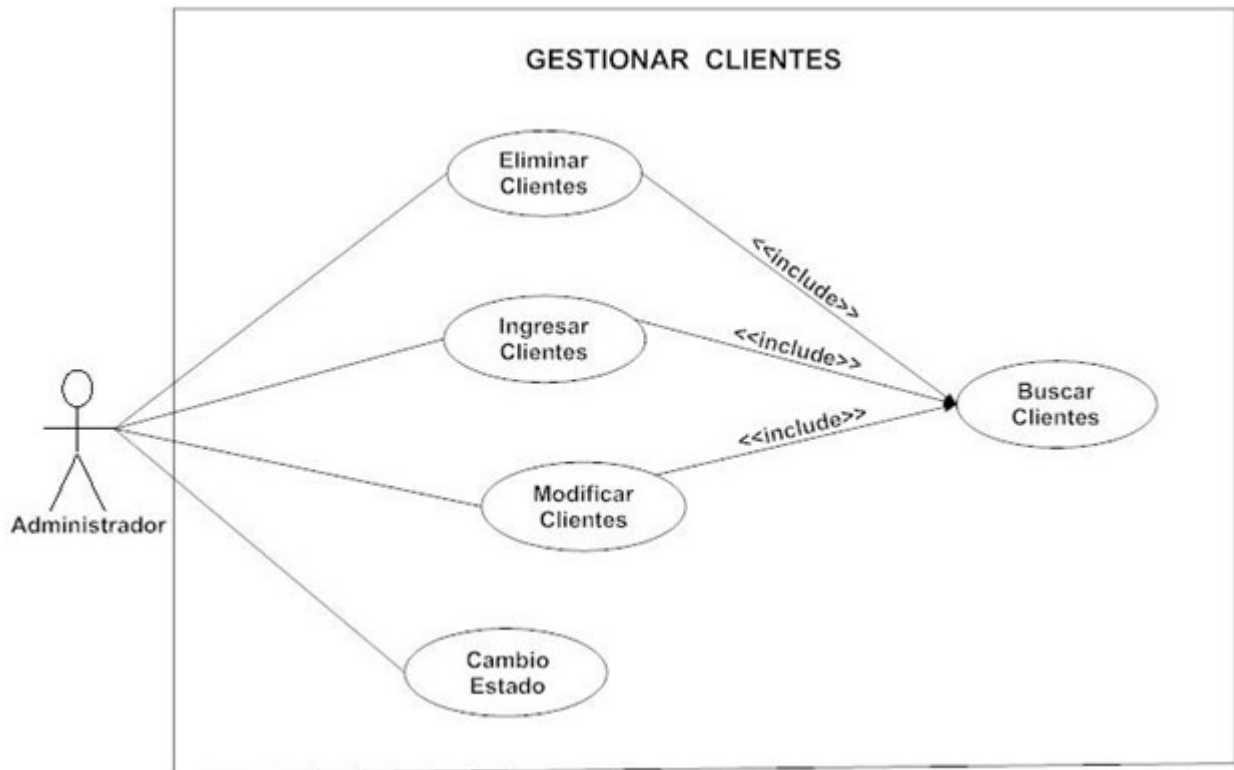 GESTIONAR CLIENTES
Eliminar
Clientes
<<include>>
Ingresar
Clientes
<<include>>
Buscar
Clientes
<<include>>
Modificar
Clientes
Administrador
Cambio
Estado